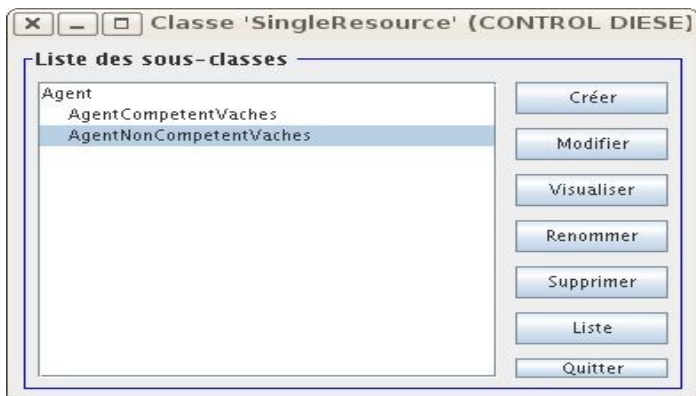 Classe 'SingleResource' (CONTROL DIESE)
Liste des sous-classes
Agent
AgentCompetentVaches
AgentNonCompetentVaches
Créer
Modifier
Visualiser
Renommer
Supprimer
Liste
Quitter